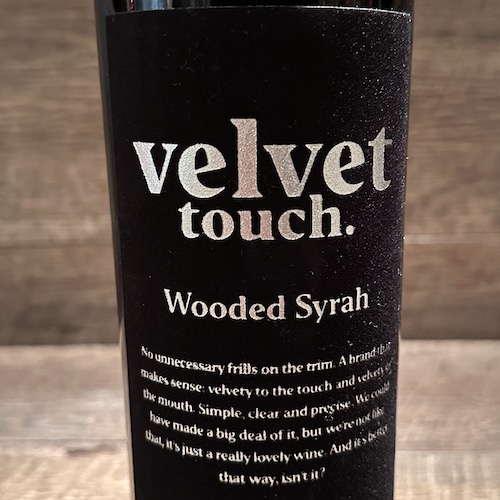 velvet
touch.
Wooded Syrah
No unnecessary frills on the trim. A brand that
makes sense: velvety to the touch and velvety
the mouth. Simple, clear and precise. We could
have made a big deal of it, but we're not like
that, it's just a really lovely wine. And it's better
that way, isn't it?